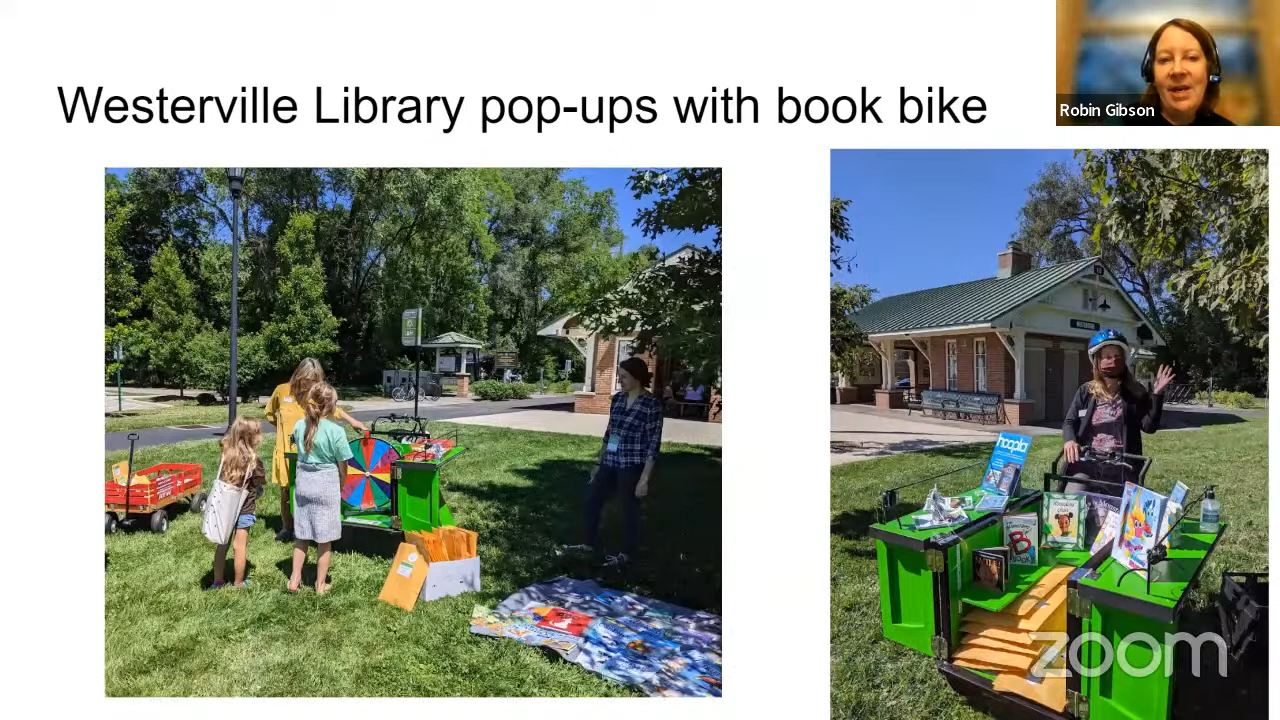 Westerville Library pop-ups with book bike
Robin Gibson
hoopla
B
zoom